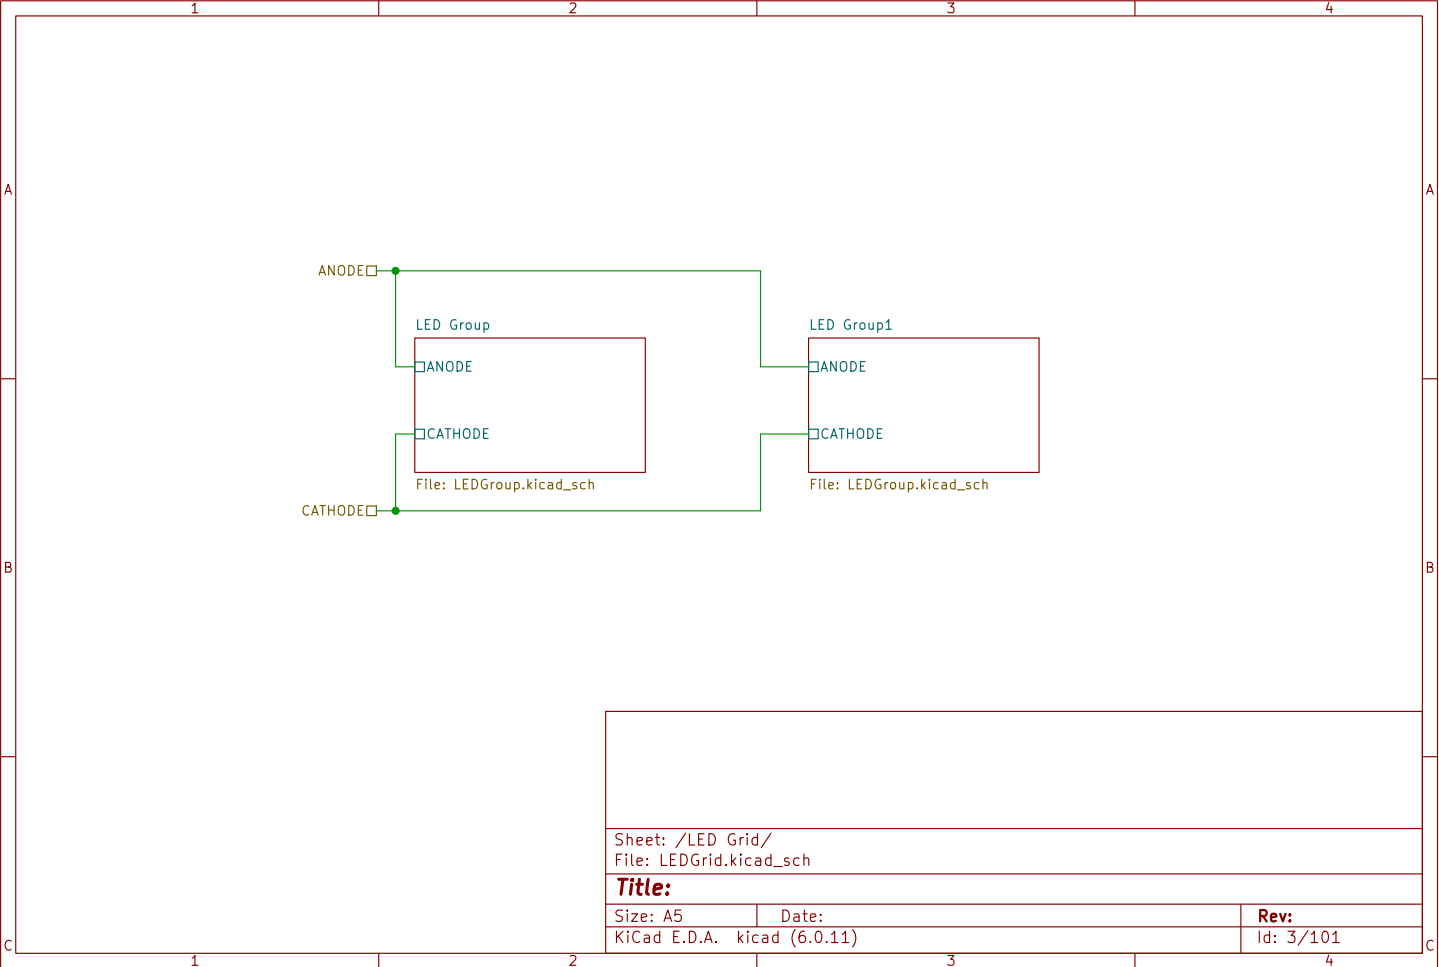 1 2 3 4
A A
ANODE
LED Group LED Group1
ANODE ANODE
CATHODE CATHODE
File: LEDGroup.kicad_sch File: LEDGroup.kicad_sch
CATHODE
B B
Sheet: /LED Grid/
File: LEDGrid.kicad_sch
Title:
Size: A5 Date: Rev:
KiCad E.D.A. kicad (6.0.11) Id: 3/101
C C
1 2 3 4